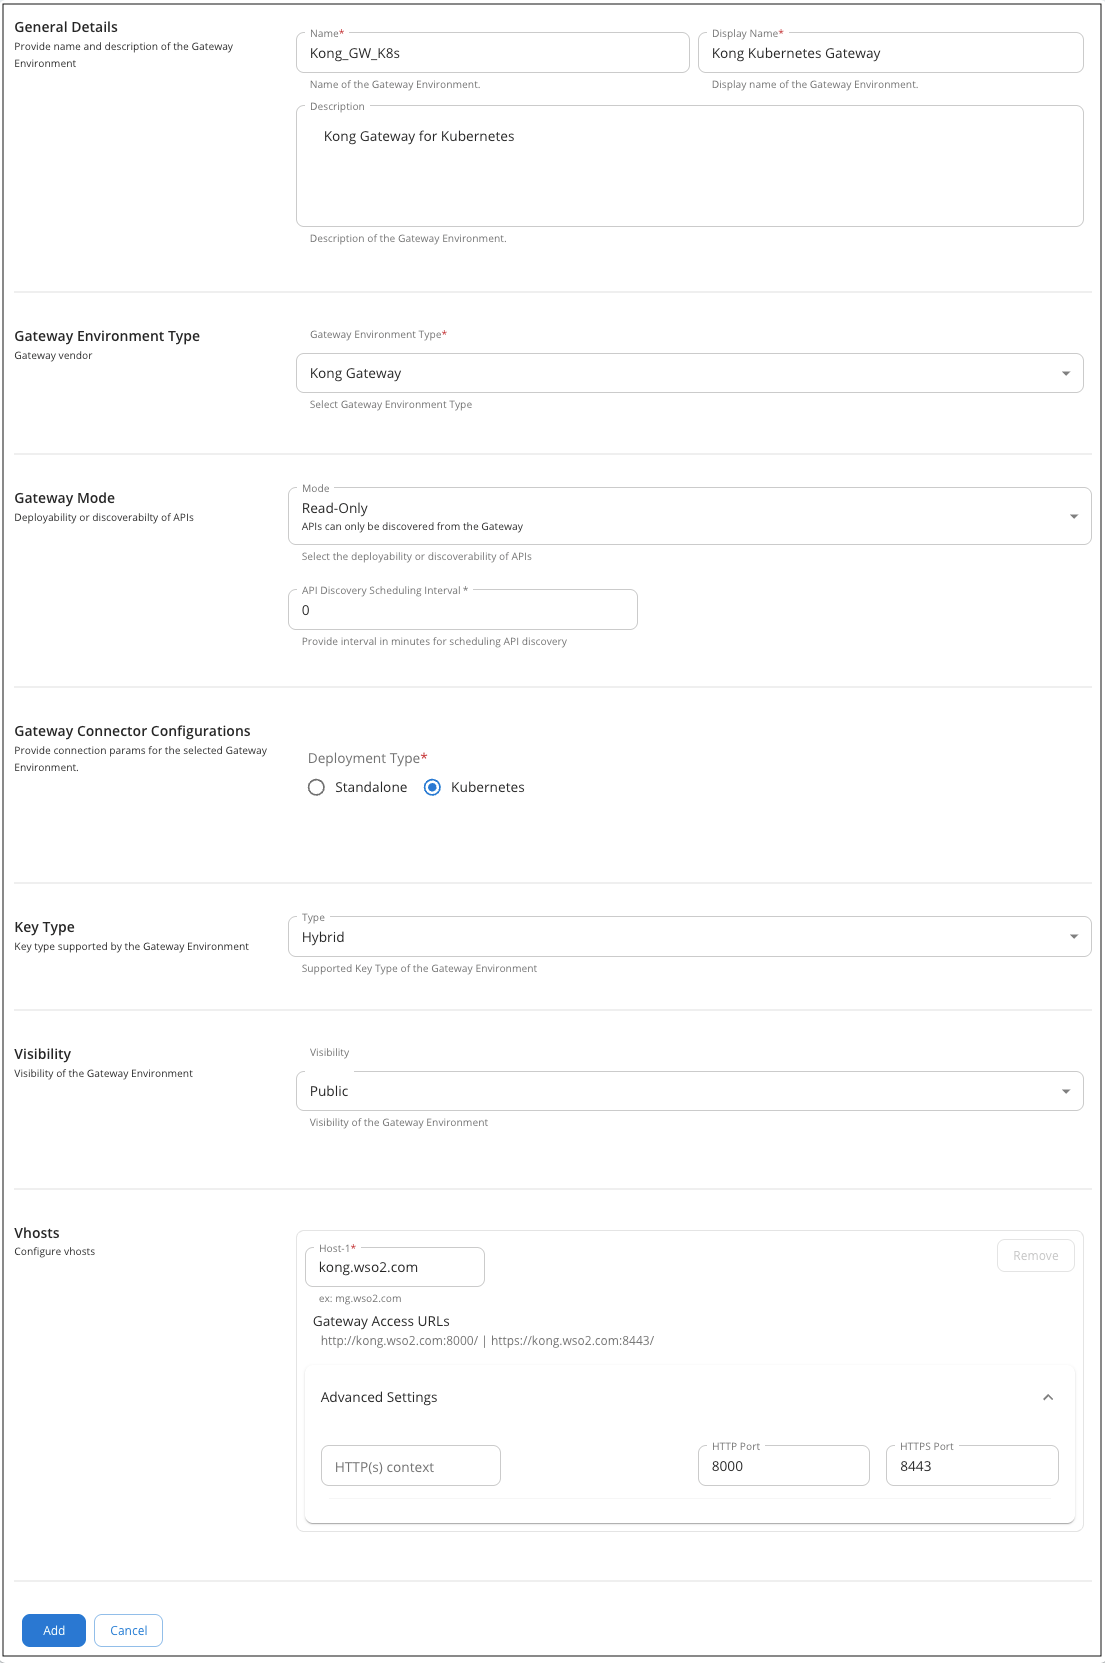 General Details
Provide name and description of the Gateway
Environment
Name*
Kong_GW_K8s
Name of the Gateway Environment.
Display Name*
Kong Kubernetes Gateway
Display name of the Gateway Environment.
Description
Kong Gateway for Kubernetes
Description of the Gateway Environment.
Gateway Environment Type
Gateway vendor
Gateway Environment Type*
Kong Gateway
Select Gateway Environment Type
Gateway Mode
Deployability or discoverabilty of APIs
Mode
Read-Only
APIs can only be discovered from the Gateway
Select the deployability or discoverability of APIs
API Discovery Scheduling Interval *
0
Provide interval in minutes for scheduling API discovery
Gateway Connector Configurations
Provide connection params for the selected Gateway
Environment.
Deployment Type*
Standalone
Kubernetes
Key Type
Key type supported by the Gateway Environment
Type
Hybrid
Supported Key Type of the Gateway Environment
Visibility
Visibility of the Gateway Environment
Visibility
Public
Visibility of the Gateway Environment
Vhosts
Configure vhosts
Host-1*
kong.wso2.com
ex: mg.wso2.com
Remove
Gateway Access URLs
http://kong.wso2.com:8000/ | https://kong.wso2.com:8443/
Advanced Settings
HTTP(s) context
HTTP Port
8000
HTTPS Port
8443
Add
Cancel